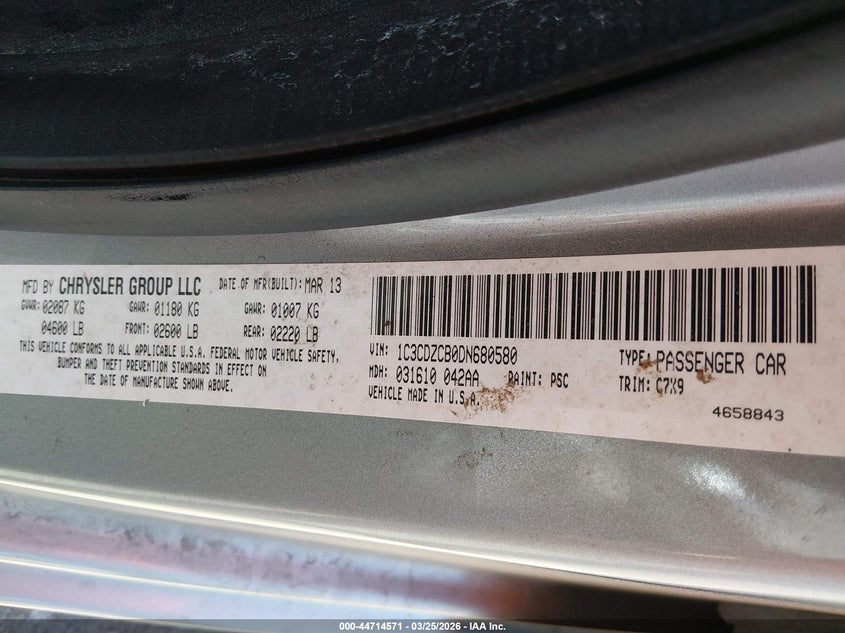 MFD BY CHRYSLER GROUP LLC DATE OF MFR(BUILT): MAR 13
GVWR: 02087 KG GAWR: 01180 KG GAWR: 01007 KG
04600 LB FRONT: 02600 LB REAR: 02220 LB
THIS VEHICLE CONFORMS TO ALL APPLICABLE U.S.A. FEDERAL MOTOR VEHICLE SAFETY,
BUMPER AND THEFT PREVENTION STANDARDS IN EFFECT ON
THE DATE OF MANUFACTURE SHOWN ABOVE.
VIN: 1C3CDZCB0DN680580 TYPE: PASSENGER CAR
MDH: 031610 042AA PAINT: PSC TRIM: C7X9
VEHICLE MADE IN U.S.A.
4658843
000-44714571 - 03/25/2026 - IAA Inc.